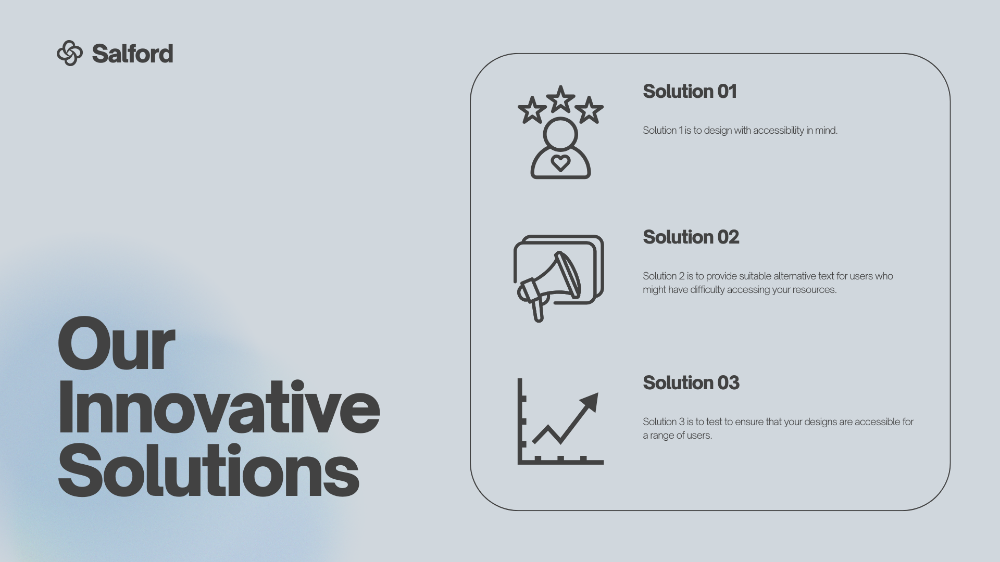 Salford
Our
Innovative
Solutions
Solution 01
Solution 1 is to design with accessibility in mind.
Solution 02
Solution 2 is to provide suitable alternative text for users who
might have difficulty accessing your resources.
Solution 03
Solution 3 is to test to ensure that your designs are accessible for
a range of users.